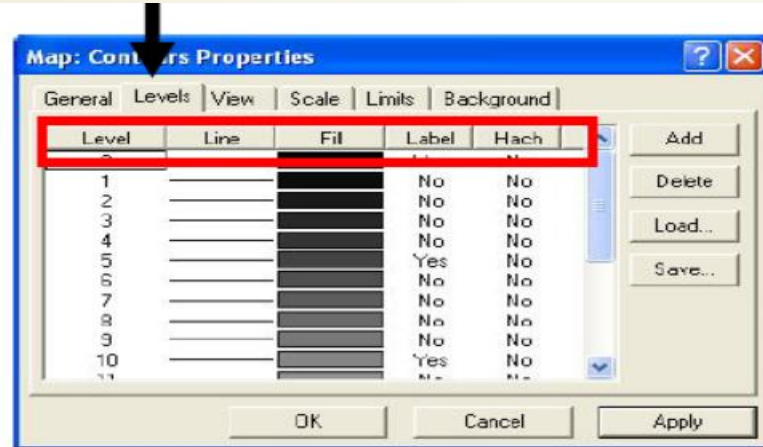 Map: Cont rs Properties
? X
General Levels View Scale Limits Background
Level Line Fill Label Hach
Add
1 No No
Delete
2 No No
3 No No
Load...
4 No No
5 Yes No
Save...
6 No No
7 No No
8 No No
9 No No
10 Yes No
OK Cancel Apply